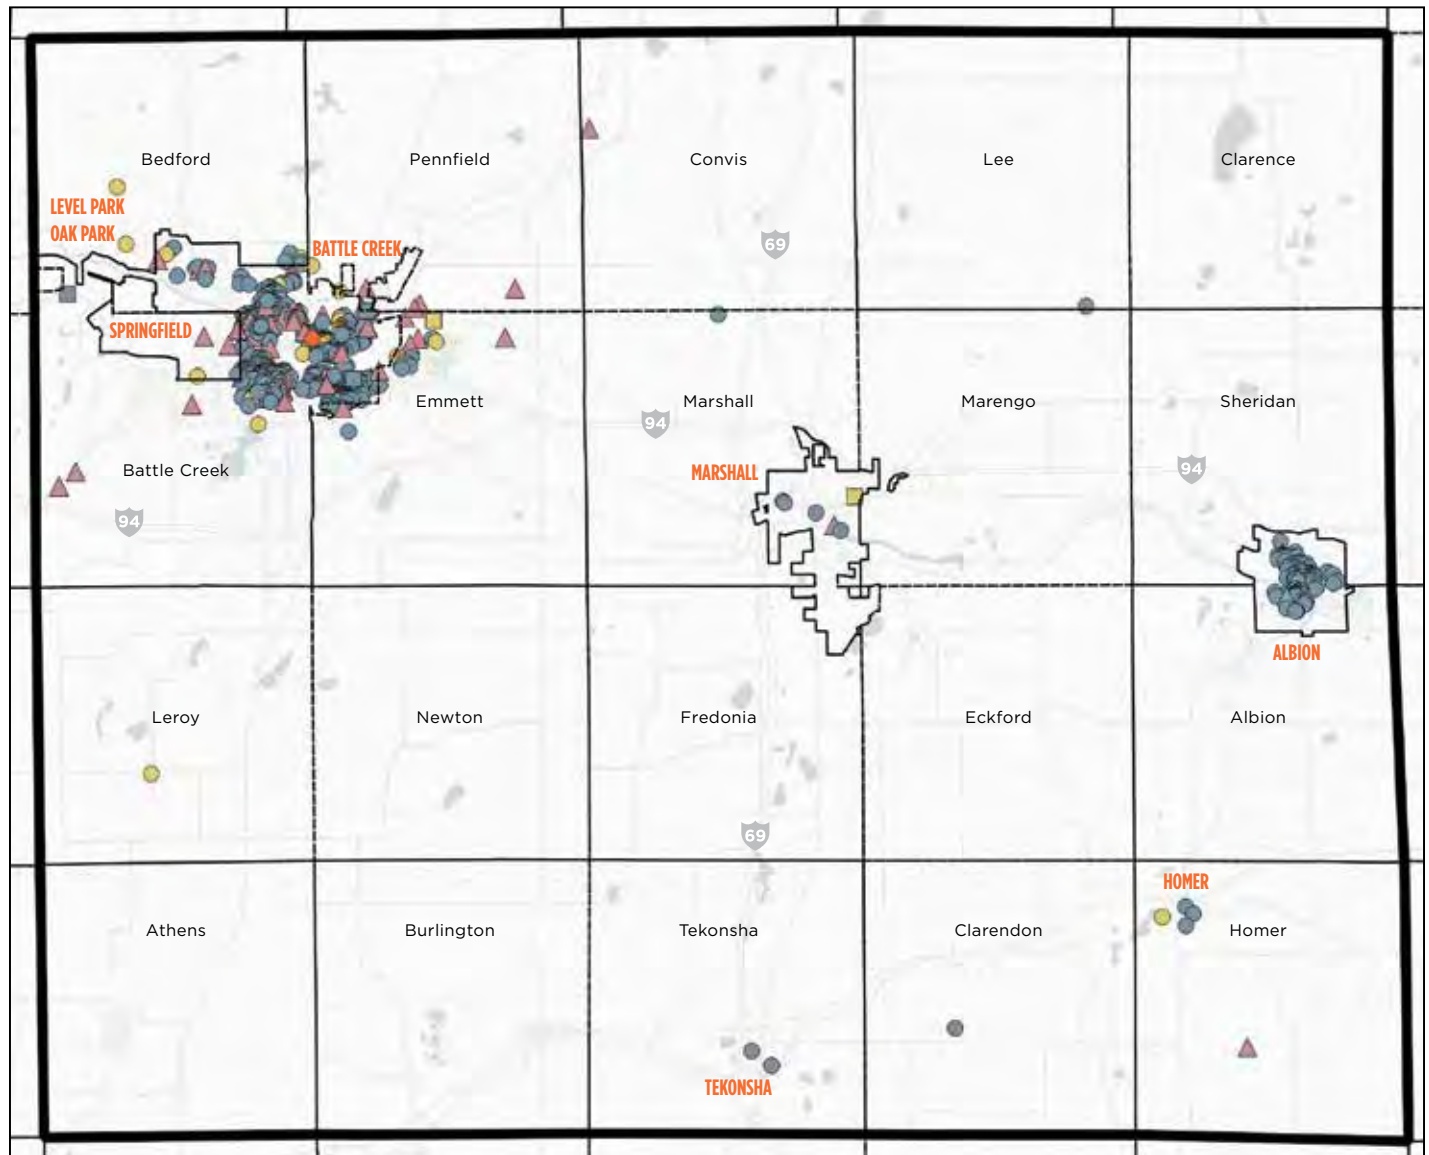 Bedford
Pennfield
Convis
Lee
Clarence
LEVEL PARK
OAK PARK
BATTLE CREEK
69
SPRINGFIELD
Emmett
Marshall
Marengo
Sheridan
94
Battle Creek
MARSHALL
94
94
ALBION
Leroy
Newton
Fredonia
Eckford
Albion
69
HOMER
Athens
Burlington
Tekonsha
Clarendon
Homer
TEKONSHA